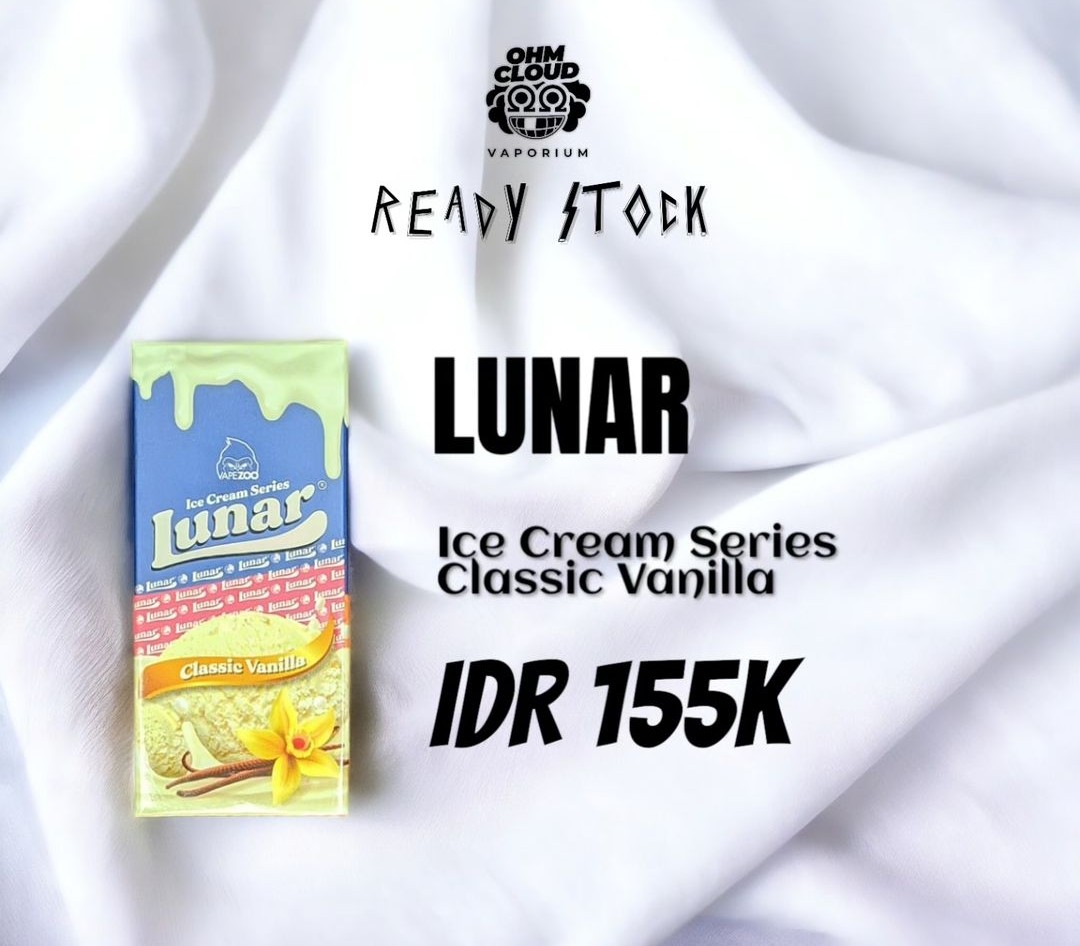 OHM
CLOUD
VAPORIUM
READY STOCK
VAPEZOO
Ice Cream Series
Lunar®
Classic Vanilla
LUNAR
Ice Cream Series
Classic Vanilla
IDR 155K